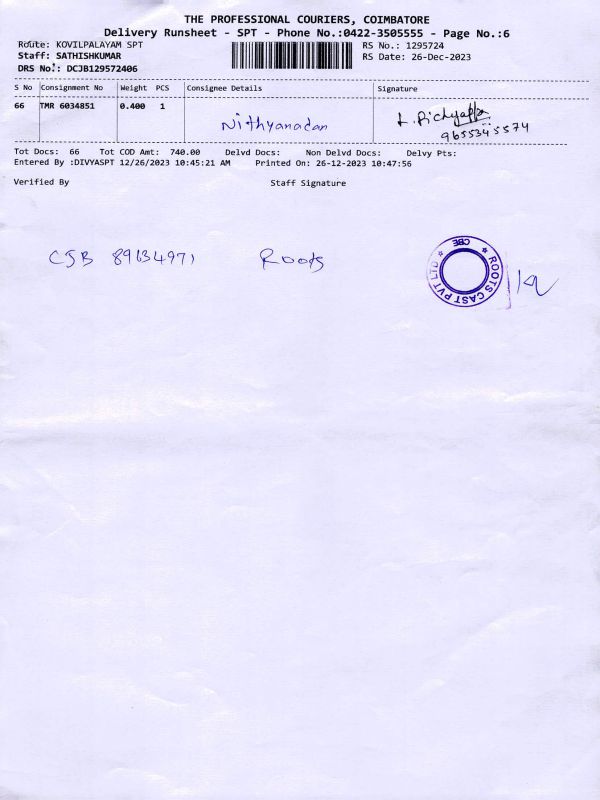 THE PROFESSIONAL COURIERS, COIMBATORE
Delivery Runsheet - SPT - Phone No.:0422-3505555 - Page No.:6
Route: KOVILPALAYAM SPT RS No.: 1295724
Staff: SATHISHKUMAR RS Date: 26-Dec-2023
DRS No.: DCJB129572406
S No Consignment No Weight PCS Consignee Details Signature
66 TMR 6034851 0.400 1 Nithyanadan L. Pichyappa
9655345574
Tot Docs: 66 Tot COD Amt: 740.00 Delvd Docs: Non Delvd Docs: Delvy Pts:
Entered By :DIVYASPT 12/26/2023 10:45:21 AM Printed On: 26-12-2023 10:47:56
Verified By Staff Signature
CJB 89134971 Roots
ROOTS CAST PVT LTD
CBE